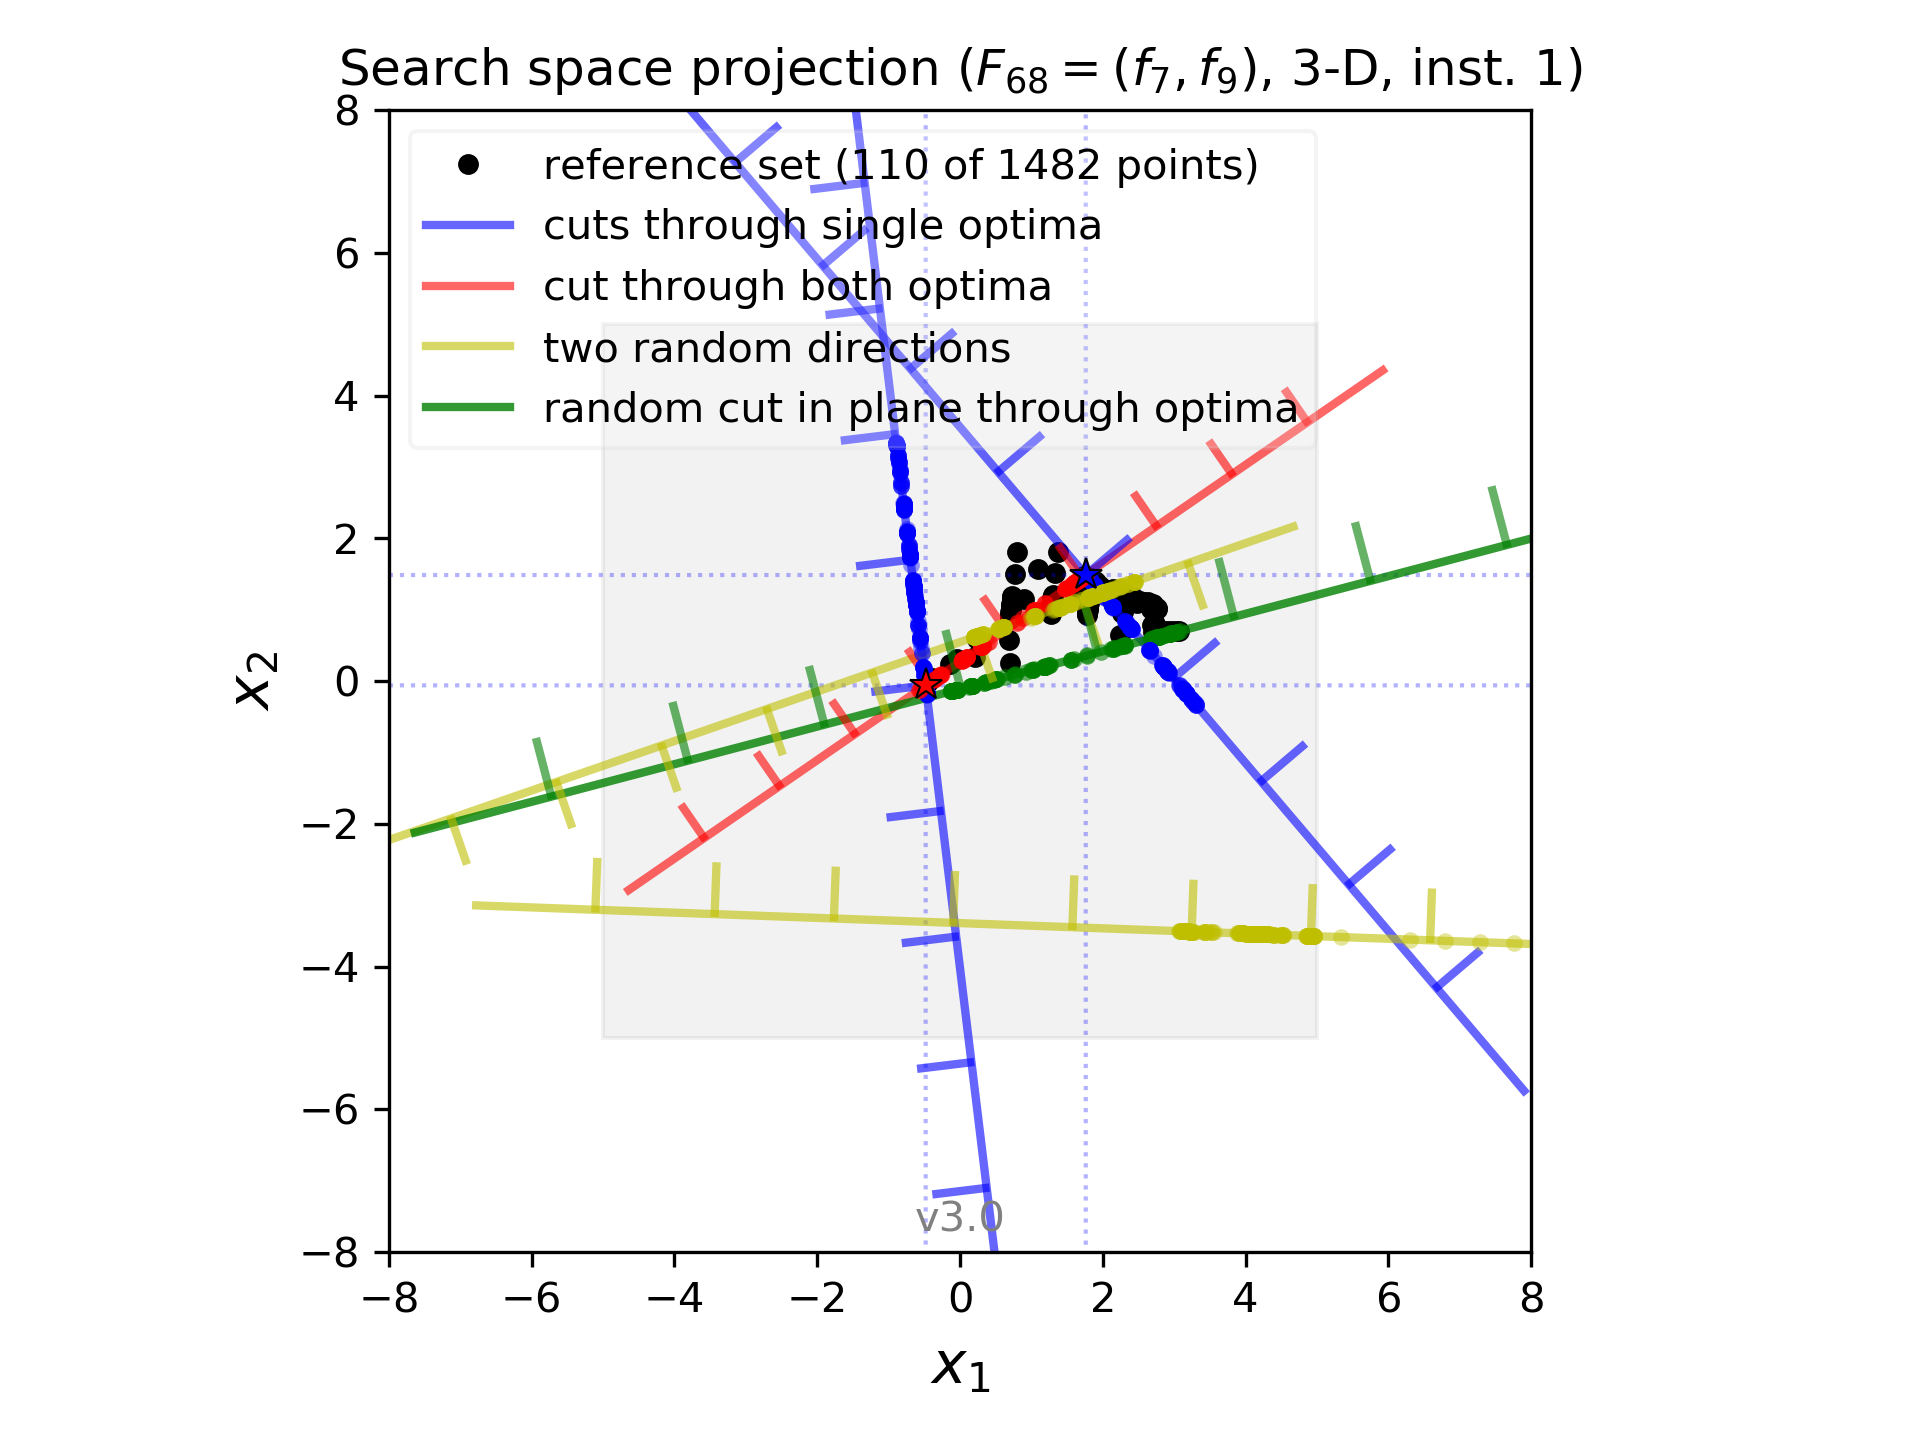 Search space projection (F₆₈ = (f₇, f₉), 3-D, inst. 1)
reference set (110 of 1482 points)
cuts through single optima
cut through both optima
two random directions
random cut in plane through optima
8
6
4
2
0
−2
−4
−6
−8
x₂
v3.0
−8 −6 −4 −2 0 2 4 6 8
x₁